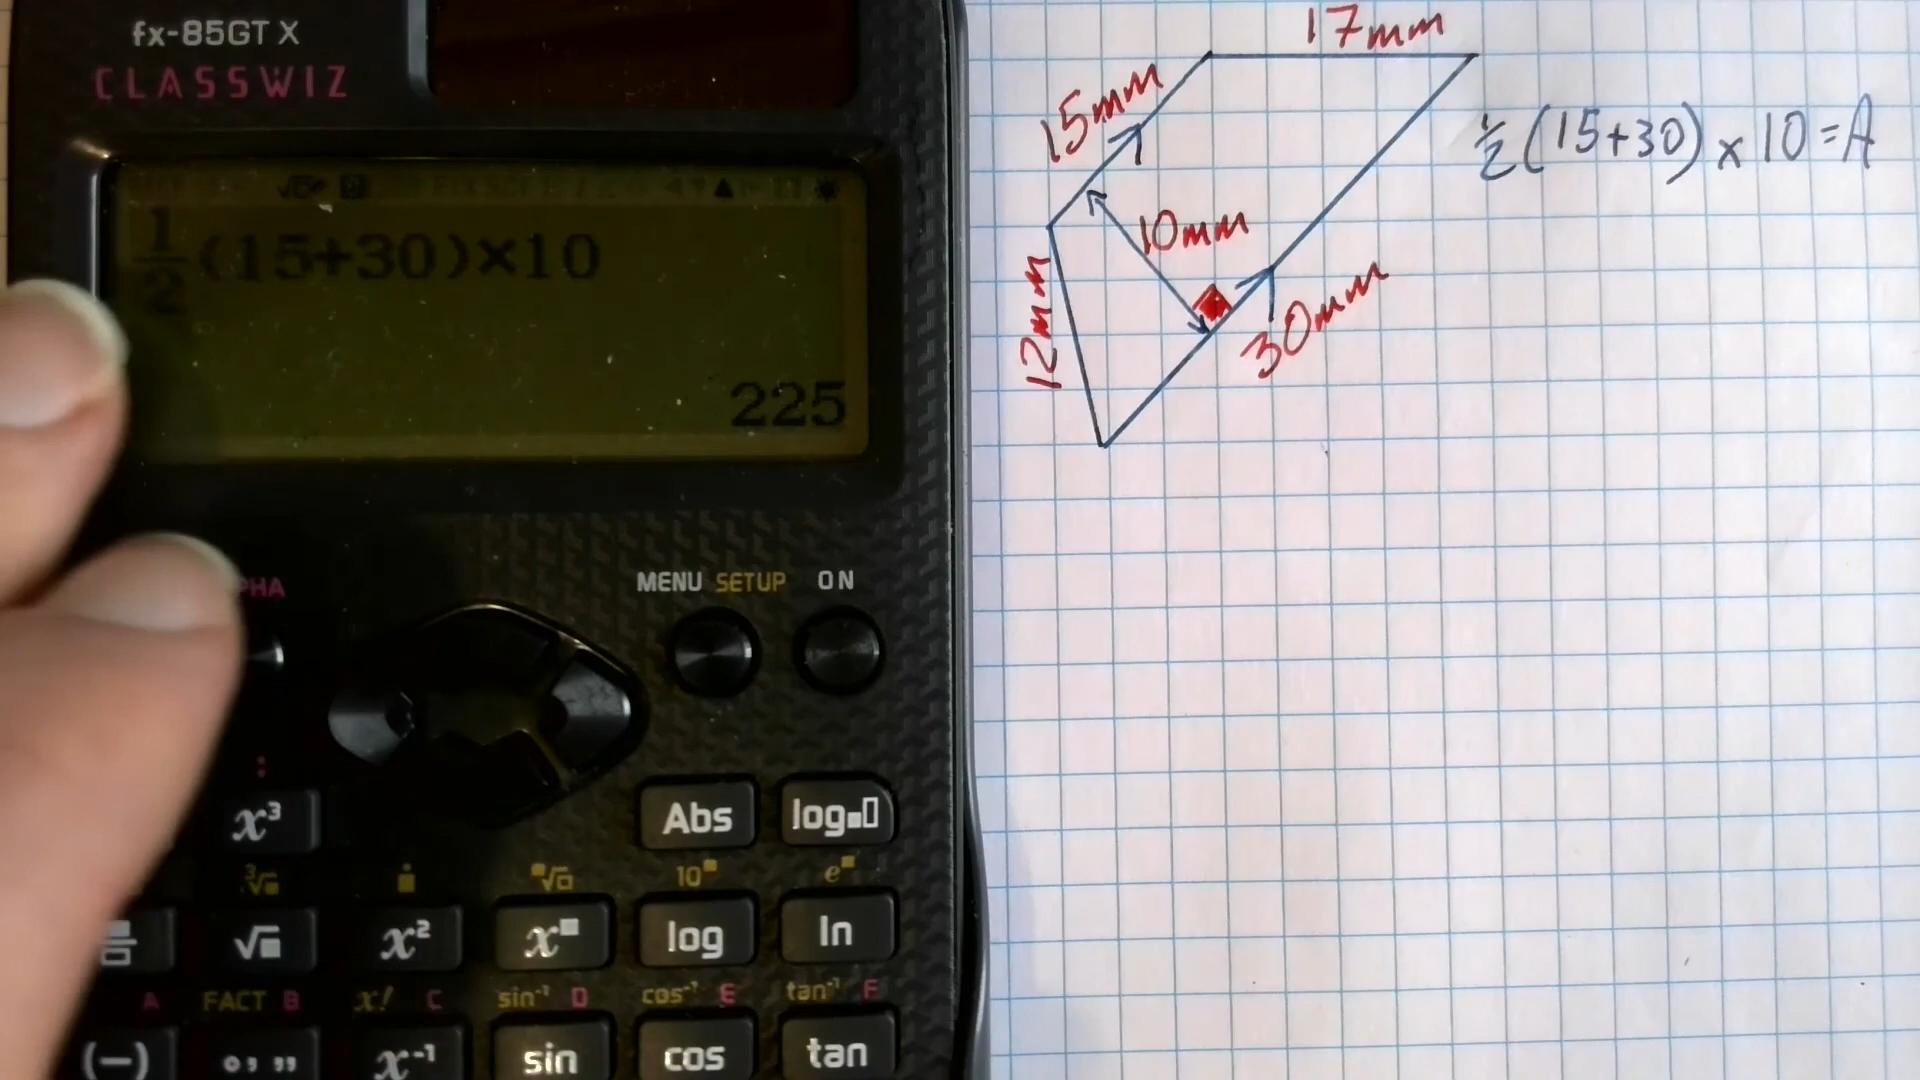 fx-85GT X
CLASSWIZ
1/2(15+30)×10
225
MENU SETUP ON
:
x³ Abs log▪▯
³√▪ ▪√▫ 10▪ e▪
√▪ x² x▪ log ln
A FACT B x! C sin⁻¹ D cos⁻¹ E tan⁻¹ F
(−) x⁻¹ sin cos tan
17mm
15mm
½(15+30)×10=A
10mm
12mm
30mm